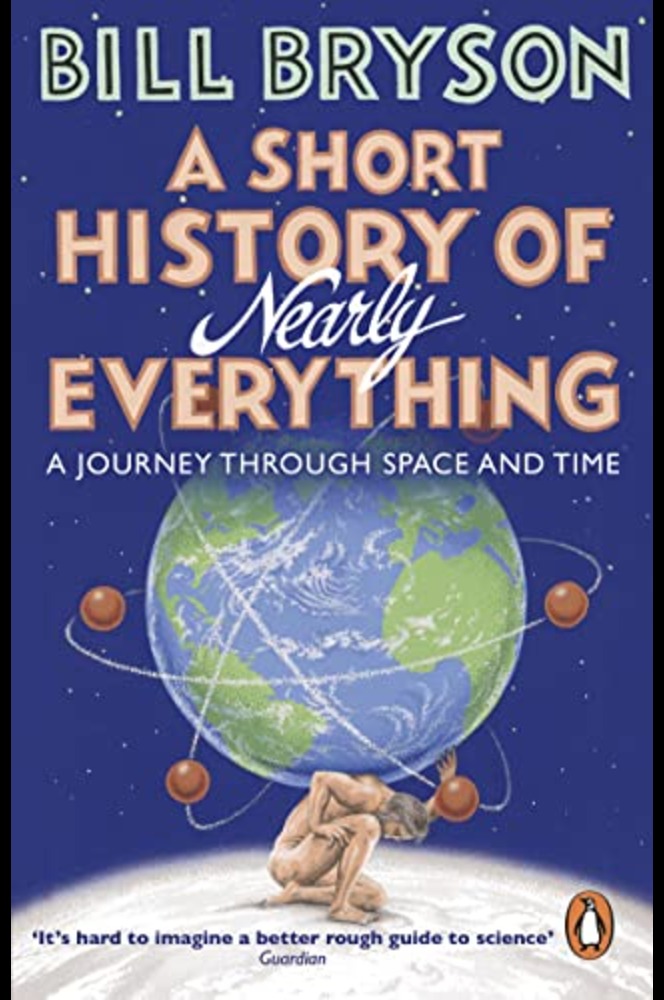 BILL BRYSON
A SHORT
HISTORY OF
Nearly
EVERYTHING
A JOURNEY THROUGH SPACE AND TIME
‘It’s hard to imagine a better rough guide to science’
Guardian